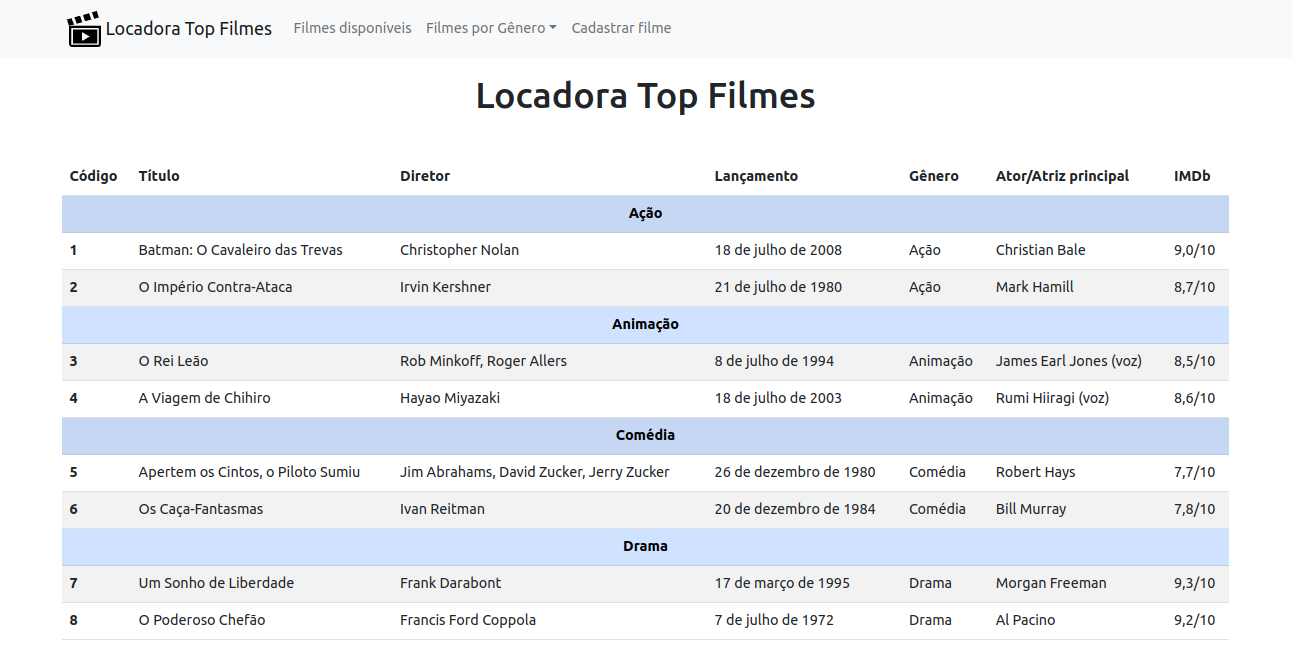 Locadora Top Filmes Filmes disponíveis Filmes por Gênero Cadastrar filme
Locadora Top Filmes
Código Título Diretor Lançamento Gênero Ator/Atriz principal IMDb
Ação
1 Batman: O Cavaleiro das Trevas Christopher Nolan 18 de julho de 2008 Ação Christian Bale 9,0/10
2 O Império Contra-Ataca Irvin Kershner 21 de julho de 1980 Ação Mark Hamill 8,7/10
Animação
3 O Rei Leão Rob Minkoff, Roger Allers 8 de julho de 1994 Animação James Earl Jones (voz) 8,5/10
4 A Viagem de Chihiro Hayao Miyazaki 18 de julho de 2003 Animação Rumi Hiiragi (voz) 8,6/10
Comédia
5 Apertem os Cintos, o Piloto Sumiu Jim Abrahams, David Zucker, Jerry Zucker 26 de dezembro de 1980 Comédia Robert Hays 7,7/10
6 Os Caça-Fantasmas Ivan Reitman 20 de dezembro de 1984 Comédia Bill Murray 7,8/10
Drama
7 Um Sonho de Liberdade Frank Darabont 17 de março de 1995 Drama Morgan Freeman 9,3/10
8 O Poderoso Chefão Francis Ford Coppola 7 de julho de 1972 Drama Al Pacino 9,2/10